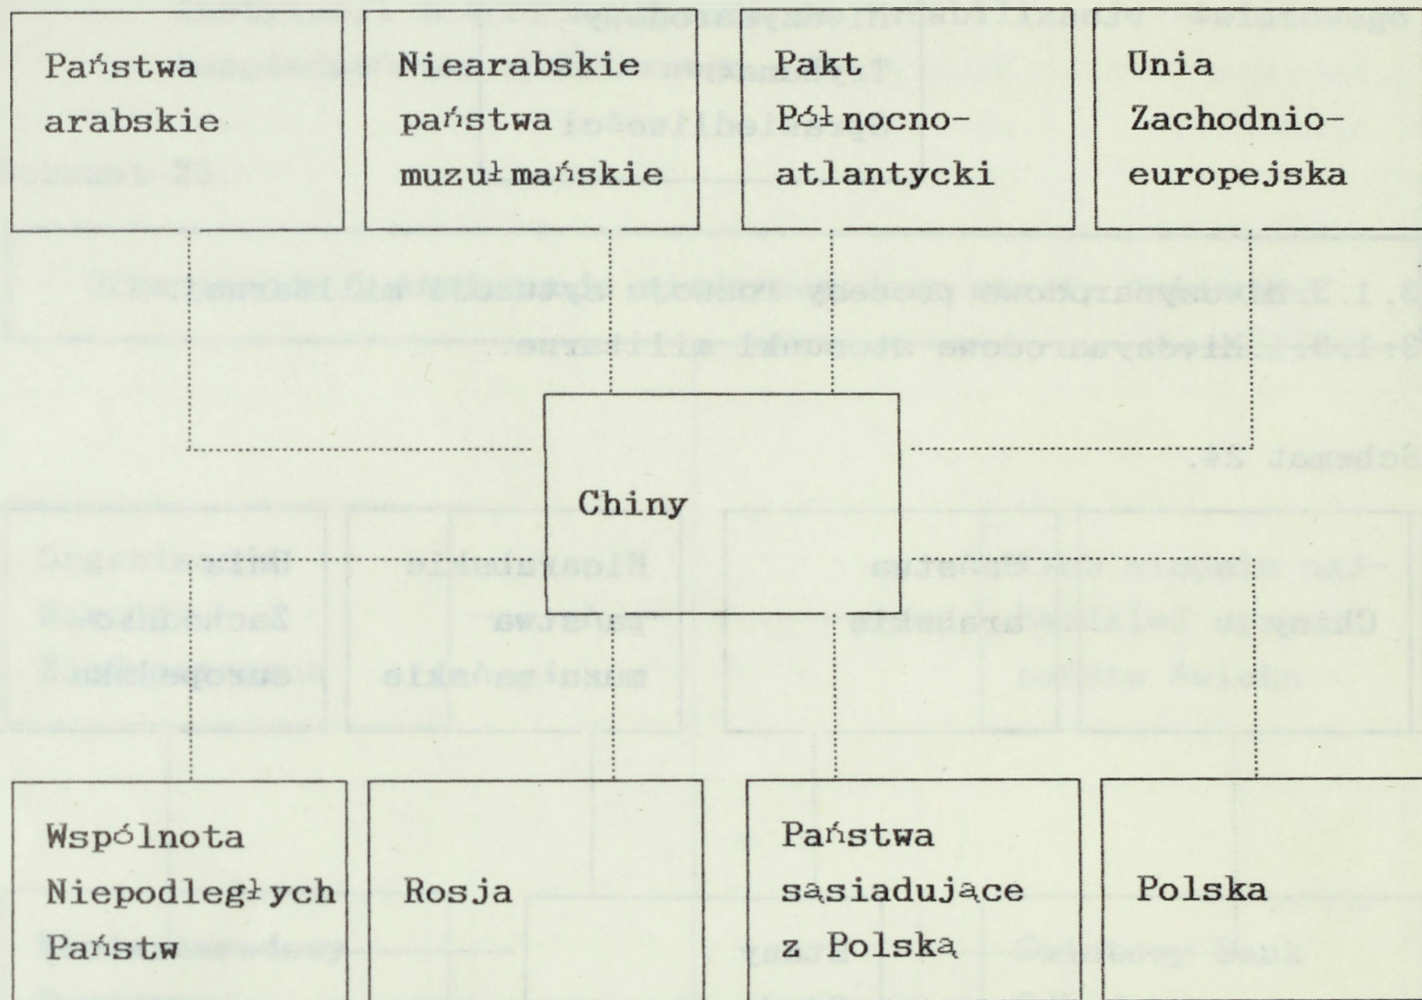 Państwa
arabskie
Niearabskie
państwa
muzułmańskie
Pakt
Północno-
atlantycki
Unia
Zachodnio-
europejska
Chiny
Wspólnota
Niepodległych
Państw
Rosja
Państwa
sąsiadujące
z Polską
Polska